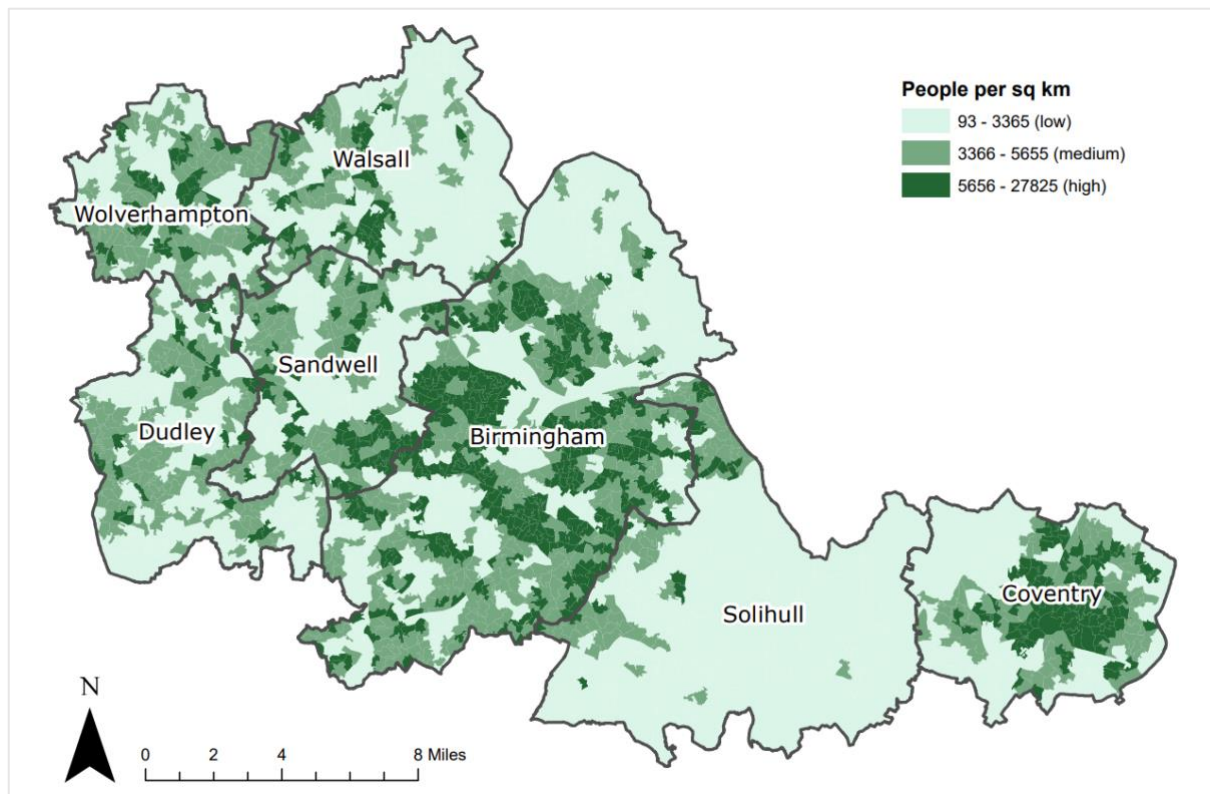 People per sq km
93 - 3365 (low)
3366 - 5655 (medium)
5656 - 27825 (high)
Walsall
Wolverhampton
Sandwell
Dudley
Birmingham
Coventry
Solihull
N
0 2 4 8 Miles